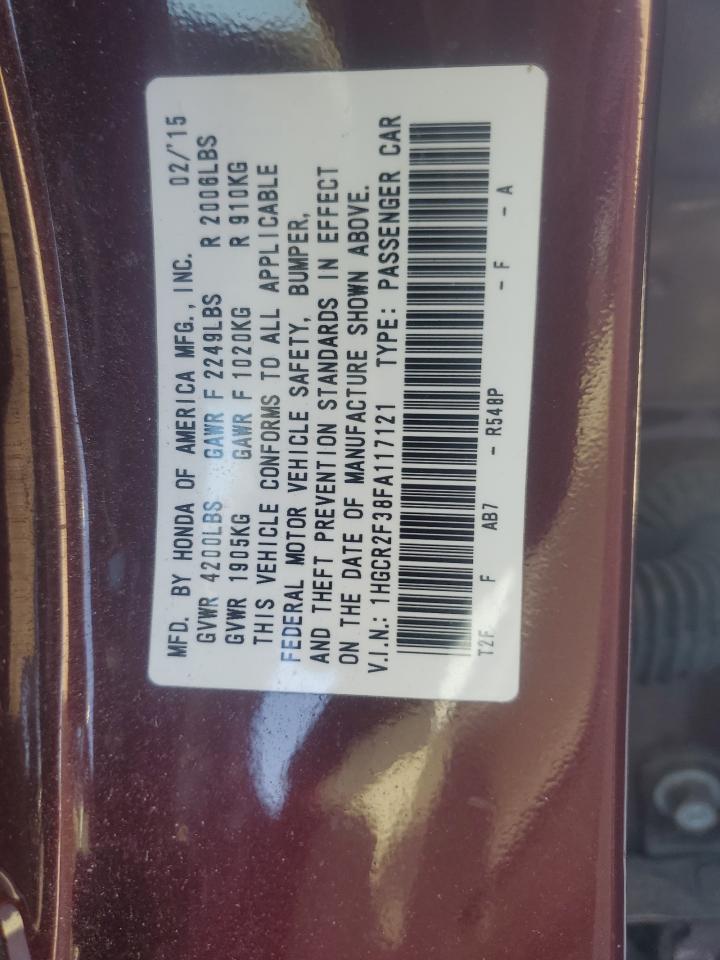 MFD. BY HONDA OF AMERICA MFG., INC. 02/'15
GVWR 4200LBS GAWR F 2249LBS R 2006LBS
GVWR 1905KG GAWR F 1020KG R 910KG
THIS VEHICLE CONFORMS TO ALL APPLICABLE
FEDERAL MOTOR VEHICLE SAFETY, BUMPER,
AND THEFT PREVENTION STANDARDS IN EFFECT
ON THE DATE OF MANUFACTURE SHOWN ABOVE.
V.I.N.: 1HGCR2F38FA117121 TYPE: PASSENGER CAR
T2F F AB7 - R548P - F - A